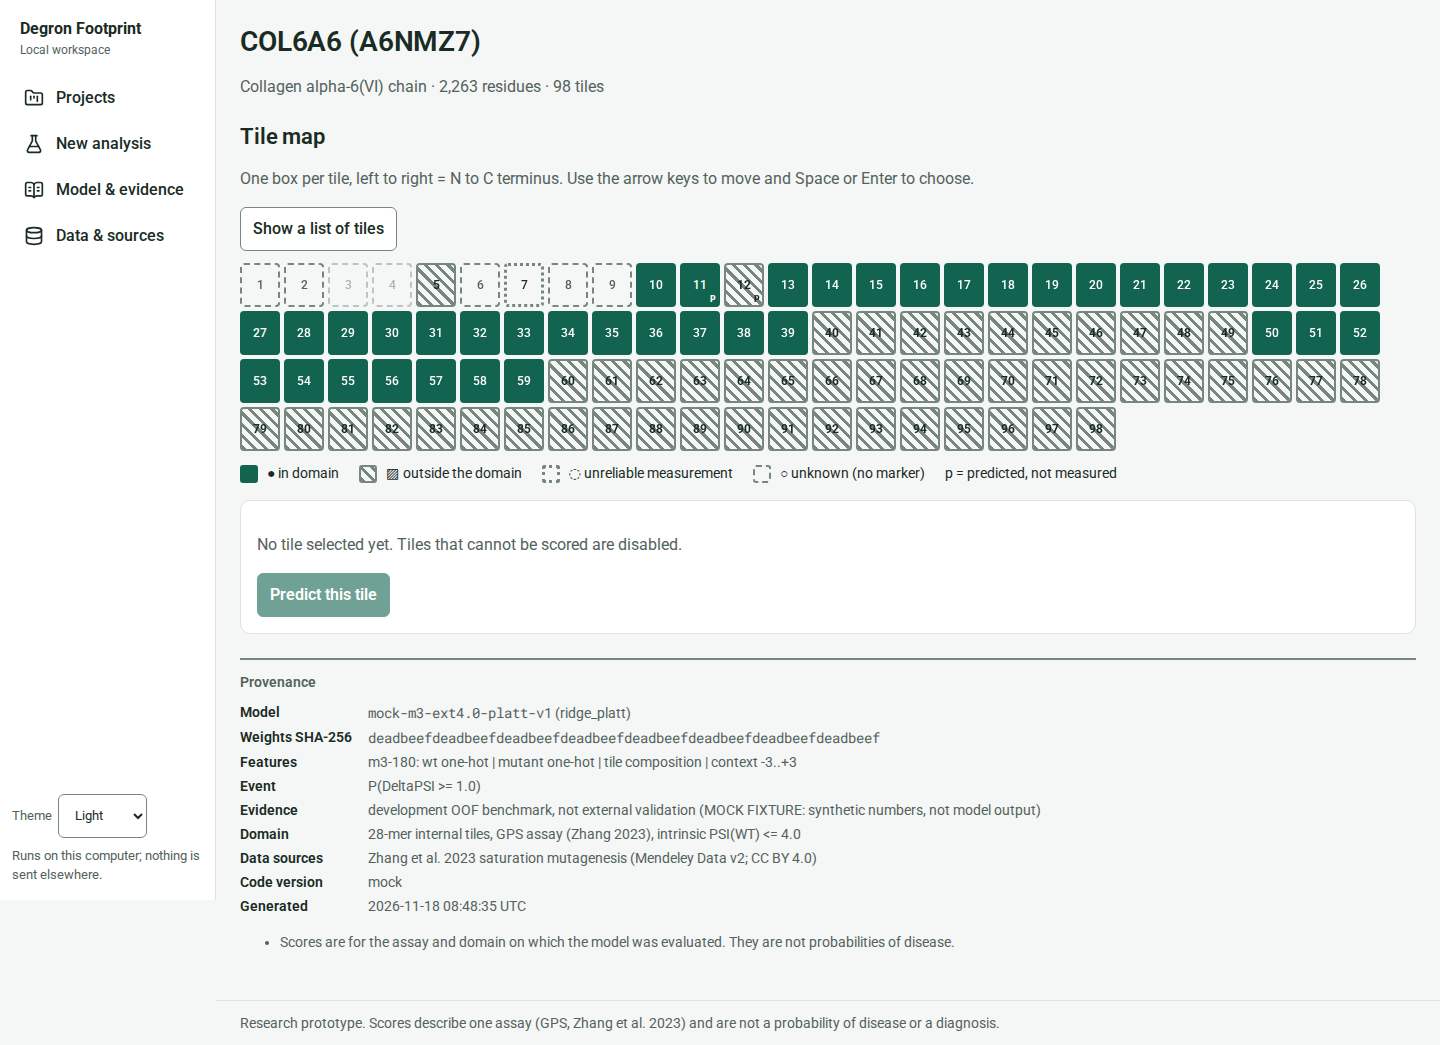 Degron Footprint
Local workspace
Projects
New analysis
Model & evidence
Data & sources
Theme Light
Runs on this computer; nothing is
sent elsewhere.
COL6A6 (A6NMZ7)
Collagen alpha-6(VI) chain · 2,263 residues · 98 tiles
Tile map
One box per tile, left to right = N to C terminus. Use the arrow keys to move and Space or Enter to choose.
Show a list of tiles
1 2 3 4 5 6 7 8 9 10 11 P 12 P 13 14 15 16 17 18 19 20 21 22 23 24 25 26
27 28 29 30 31 32 33 34 35 36 37 38 39 40 41 42 43 44 45 46 47 48 49 50 51 52
53 54 55 56 57 58 59 60 61 62 63 64 65 66 67 68 69 70 71 72 73 74 75 76 77 78
79 80 81 82 83 84 85 86 87 88 89 90 91 92 93 94 95 96 97 98
● in domain ▨ outside the domain ◌ unreliable measurement ○ unknown (no marker) p = predicted, not measured
No tile selected yet. Tiles that cannot be scored are disabled.
Predict this tile
Provenance
Model mock-m3-ext4.0-platt-v1 (ridge_platt)
Weights SHA-256 deadbeefdeadbeefdeadbeefdeadbeefdeadbeefdeadbeefdeadbeefdeadbeef
Features m3-180: wt one-hot | mutant one-hot | tile composition | context -3..+3
Event P(DeltaPSI >= 1.0)
Evidence development OOF benchmark, not external validation (MOCK FIXTURE: synthetic numbers, not model output)
Domain 28-mer internal tiles, GPS assay (Zhang 2023), intrinsic PSI(WT) <= 4.0
Data sources Zhang et al. 2023 saturation mutagenesis (Mendeley Data v2; CC BY 4.0)
Code version mock
Generated 2026-11-18 08:48:35 UTC
• Scores are for the assay and domain on which the model was evaluated. They are not probabilities of disease.
Research prototype. Scores describe one assay (GPS, Zhang et al. 2023) and are not a probability of disease or a diagnosis.